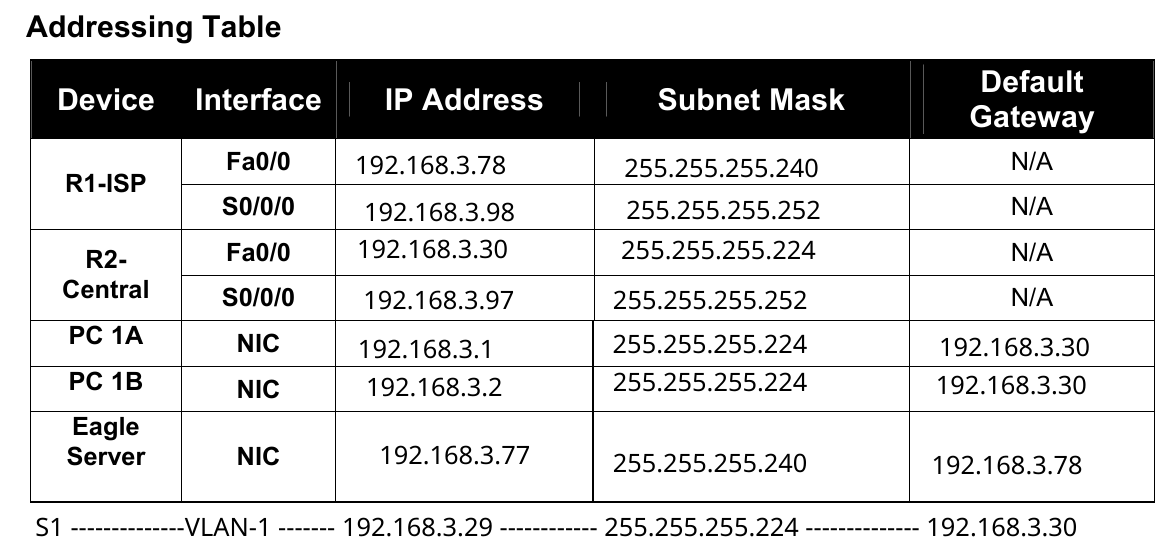 Addressing Table
Device Interface IP Address Subnet Mask Default Gateway
R1-ISP Fa0/0 192.168.3.78 255.255.255.240 N/A
S0/0/0 192.168.3.98 255.255.255.252 N/A
R2-Central Fa0/0 192.168.3.30 255.255.255.224 N/A
S0/0/0 192.168.3.97 255.255.255.252 N/A
PC 1A NIC 192.168.3.1 255.255.255.224 192.168.3.30
PC 1B NIC 192.168.3.2 255.255.255.224 192.168.3.30
Eagle Server NIC 192.168.3.77 255.255.255.240 192.168.3.78
S1 --------------VLAN-1 ------- 192.168.3.29 ------------ 255.255.255.224 -------------- 192.168.3.30